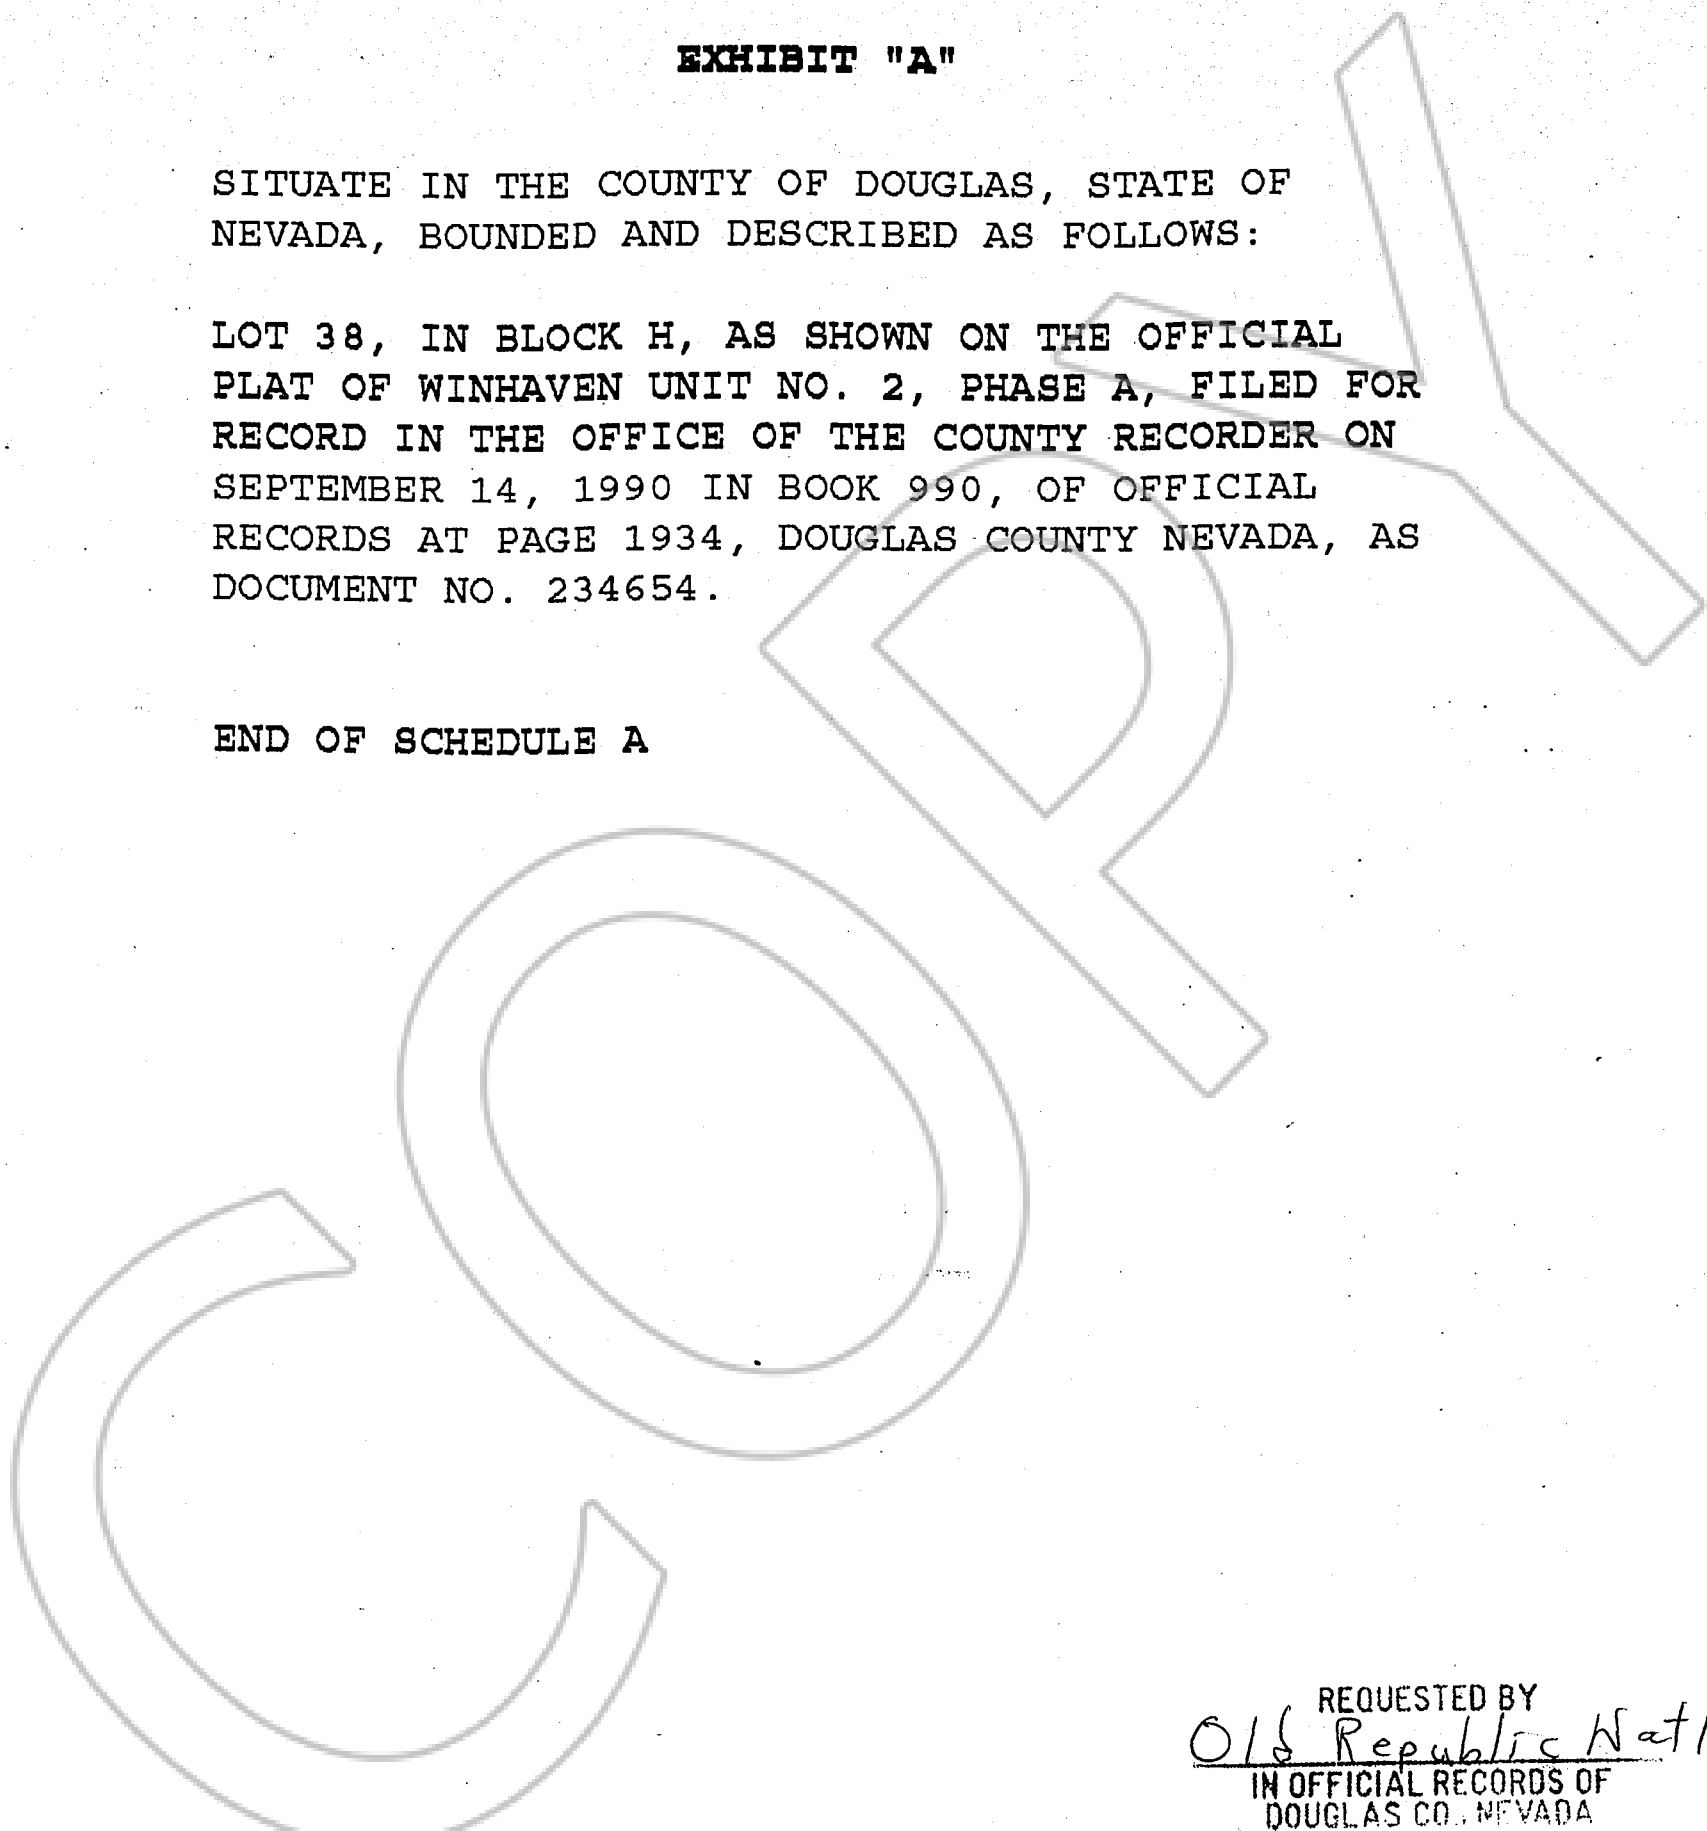 EXHIBIT "A"
SITUATE IN THE COUNTY OF DOUGLAS, STATE OF
NEVADA, BOUNDED AND DESCRIBED AS FOLLOWS:
LOT 38, IN BLOCK H, AS SHOWN ON THE OFFICIAL
PLAT OF WINHAVEN UNIT NO. 2, PHASE A, FILED FOR
RECORD IN THE OFFICE OF THE COUNTY RECORDER ON
SEPTEMBER 14, 1990 IN BOOK 990, OF OFFICIAL
RECORDS AT PAGE 1934, DOUGLAS COUNTY NEVADA, AS
DOCUMENT NO. 234654.
END OF SCHEDULE A
COPY
REQUESTED BY
Old Republic Natl
IN OFFICIAL RECORDS OF
DOUGLAS CO., NEVADA